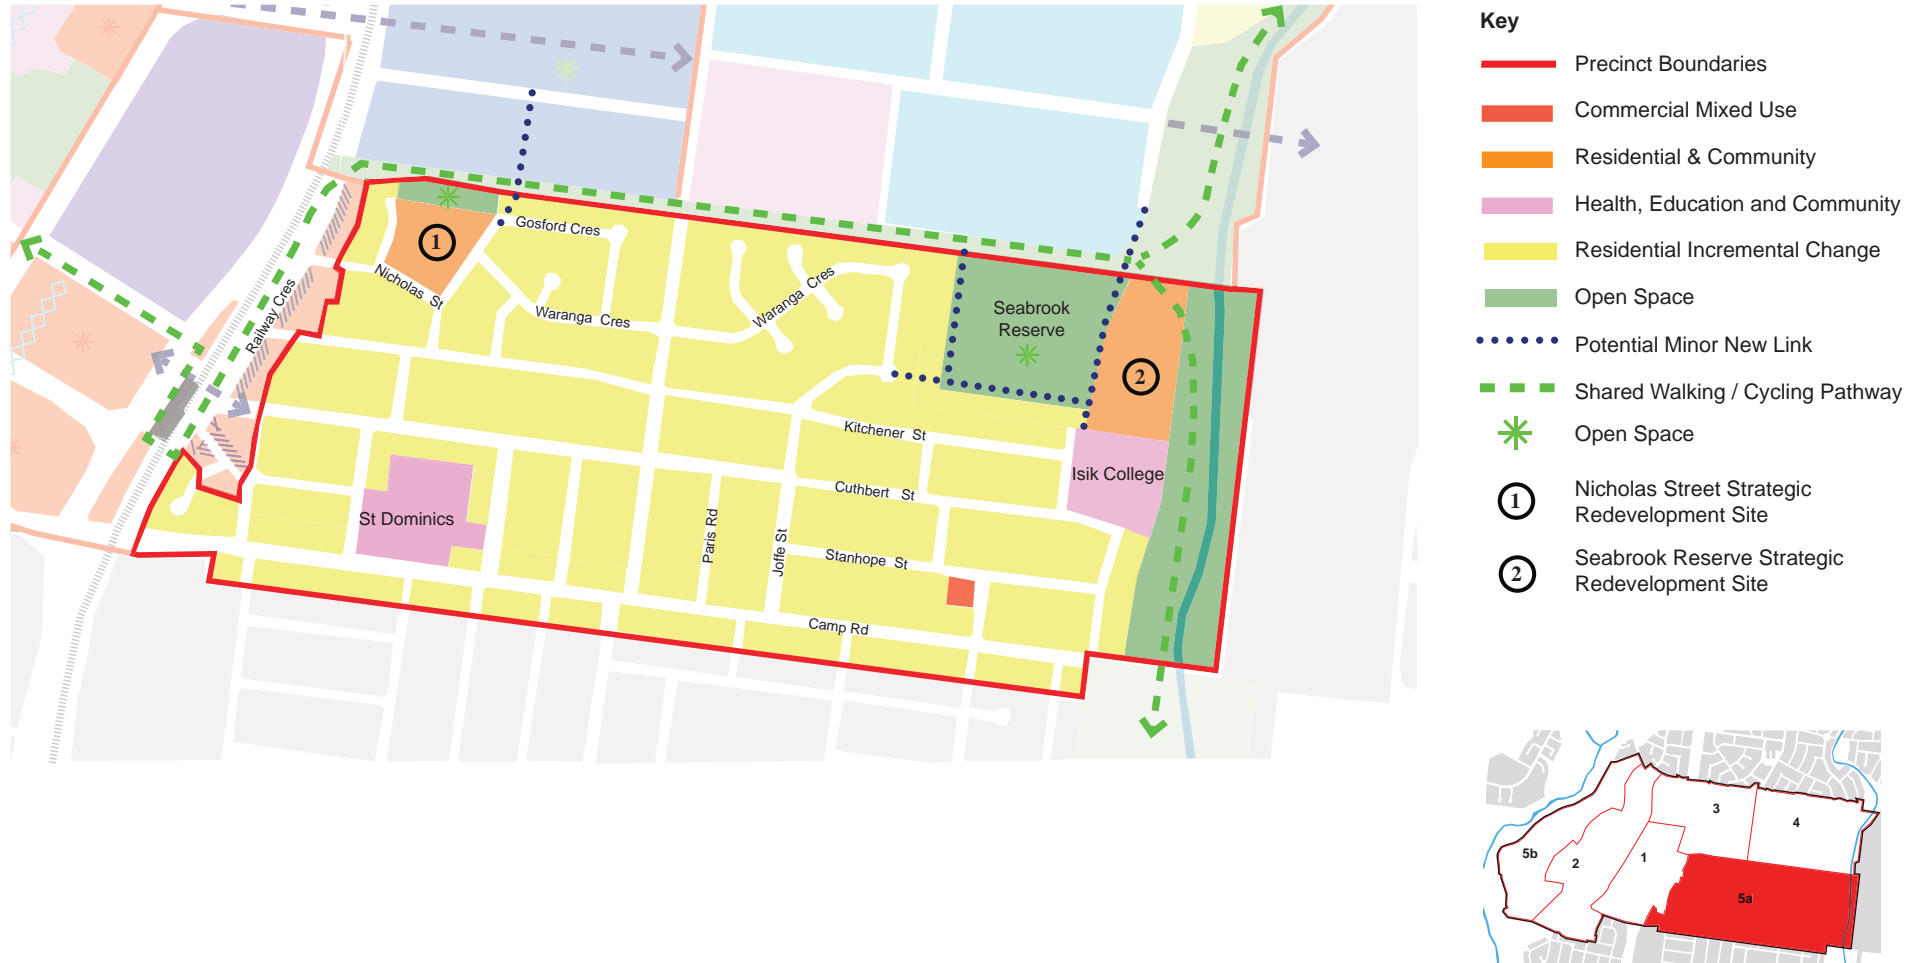 Key
Precinct Boundaries
Commercial Mixed Use
Residential & Community
Health, Education and Community
Residential Incremental Change
Open Space
Potential Minor New Link
Shared Walking / Cycling Pathway
Open Space
1
Nicholas Street Strategic
Redevelopment Site
2
Seabrook Reserve Strategic
Redevelopment Site
1
Gosford Cres
Nicholas St
Railway Cres
Waranga Cres
Waranga Cres
Seabrook
Reserve
2
Kitchener St
Isik College
Cuthbert St
St Dominics
Paris Rd
Joffe St
Stanhope St
Camp Rd
3
4
5b
2
1
5a